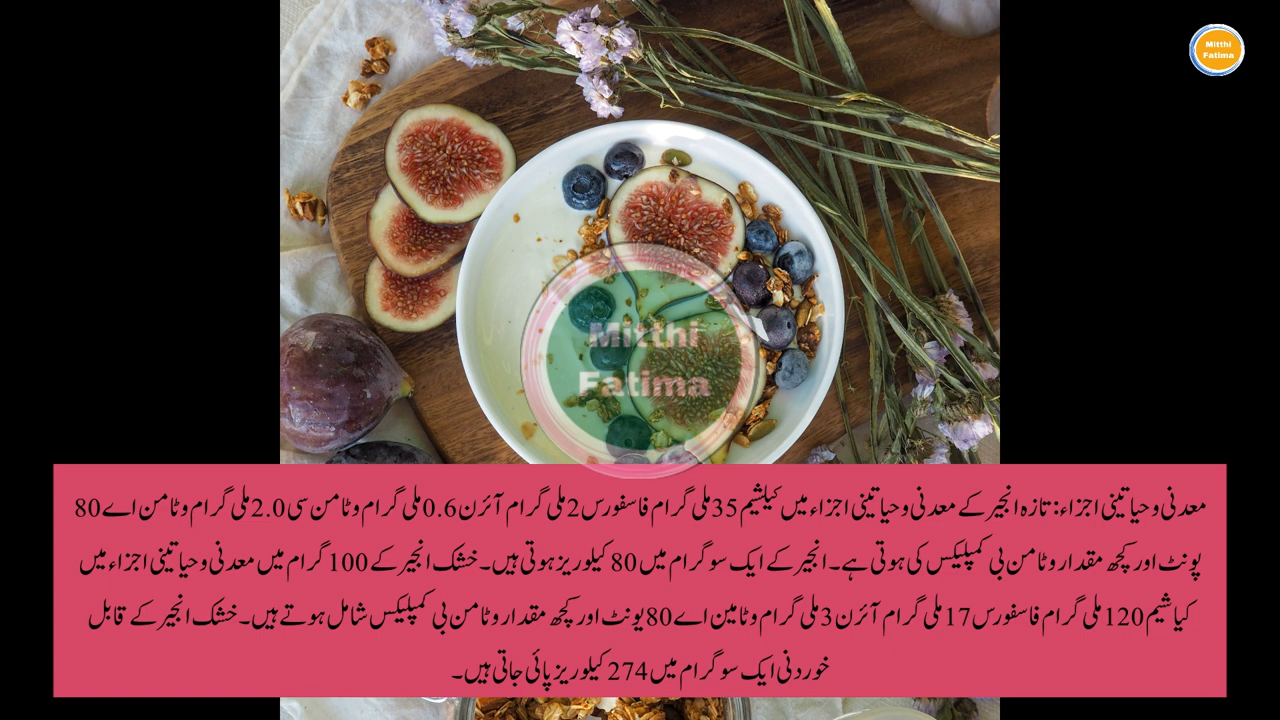 Mitthi
Fatima
Mitthi
Fatima
معدنی و حیاتینی اجزاء: تازہ انجیر کے معدنی و حیاتینی اجزاء میں کیلشیم 35 ملی گرام فاسفورس 2 ملی گرام آئرن 0.6 ملی گرام وٹامن سی 2.0 ملی گرام وٹامن اے 80
یونٹ اور کچھ مقدار وٹامن بی کمپلیکس کی ہوتی ہے۔ انجیر کے ایک سو گرام میں 80 کیلوریز ہوتی ہیں۔ خشک انجیر کے 100 گرام میں معدنی و حیاتینی اجزاء میں
کیاشیم 120 ملی گرام فاسفورس 17 ملی گرام آئرن 3 ملی گرام وٹامین اے 80 یونٹ اور کچھ مقدار وٹامن بی کمپلیکس شامل ہوتے ہیں۔ خشک انجیر کے قابل
خوردنی ایک سو گرام میں 274 کیلوریز پائی جاتی ہیں۔